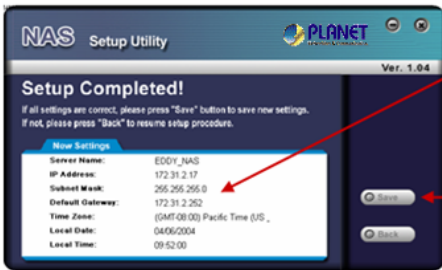 NAS Setup Utility
PLANET
Ver. 1.04
Setup Completed!
If all settings are correct, please press "Save" button to save new settings.
If not, please press "Back" to resume setup procedure.
New Settings
Server Name: EDDY_NAS
IP Address: 172.31.2.17
Subnet Mask: 255.255.255.0
Default Gateway: 172.31.2.252
Time Zone: (GMT-08:00) Pacific Time (US _
Local Date: 04/06/2004
Local Time: 09:52:00
Save
Back